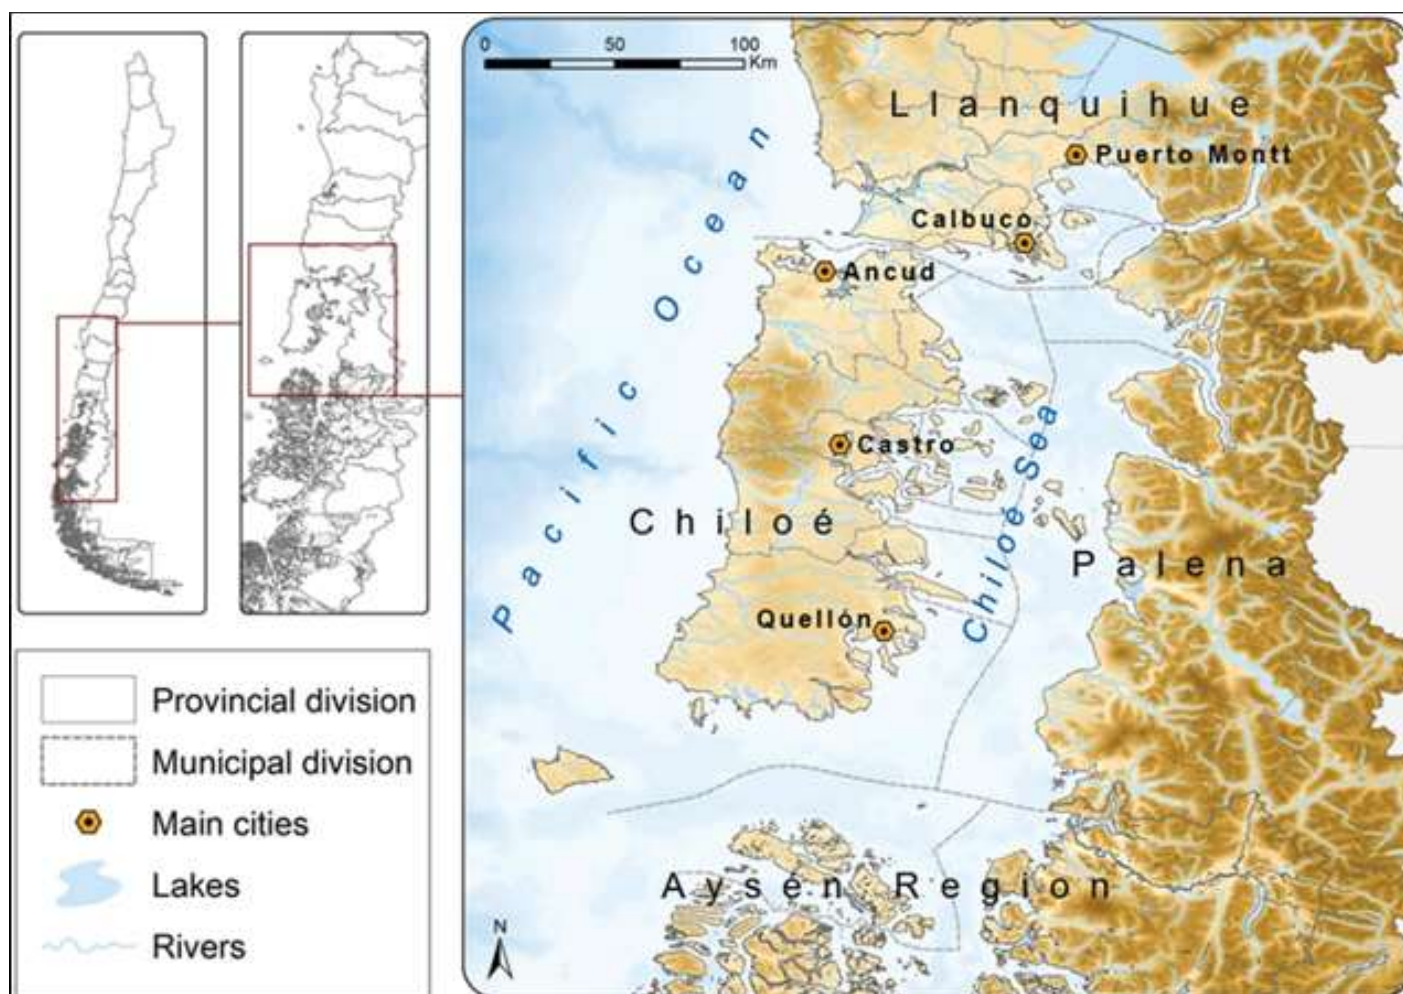 0 50 100
Km
Llanquihue
Puerto Montt
Calbuco
Ancud
Pacific Ocean
Castro
Chiloé Sea
Chiloé
Palena
Quellón
Provincial division
Municipal division
Main cities
Lakes
Rivers
Aysén Region
N